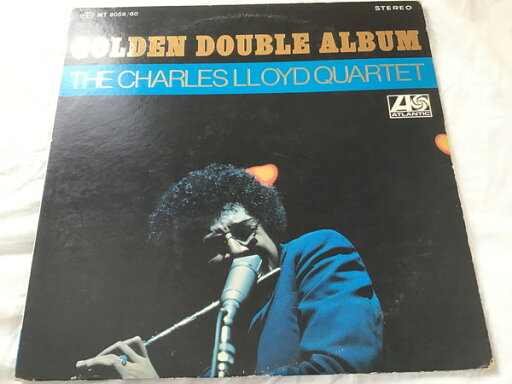 MT 9059/60
STEREO
GOLDEN DOUBLE ALBUM
THE CHARLES LLOYD QUARTET
ATLANTIC